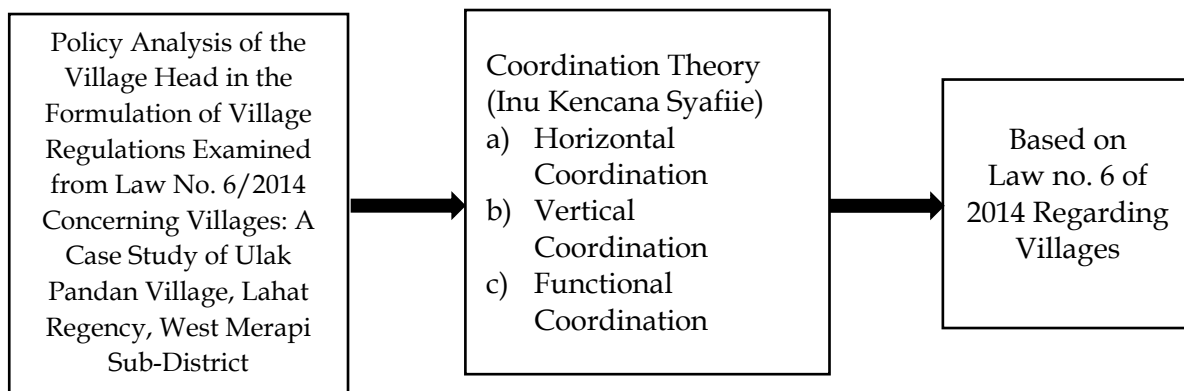 Policy Analysis of the
Village Head in the
Formulation of Village
Regulations Examined
from Law No. 6/2014
Concerning Villages: A
Case Study of Ulak
Pandan Village, Lahat
Regency, West Merapi
Sub-District
Coordination Theory
(Inu Kencana Syafiie)
a) Horizontal
Coordination
b) Vertical
Coordination
c) Functional
Coordination
Based on
Law no. 6 of
2014 Regarding
Villages